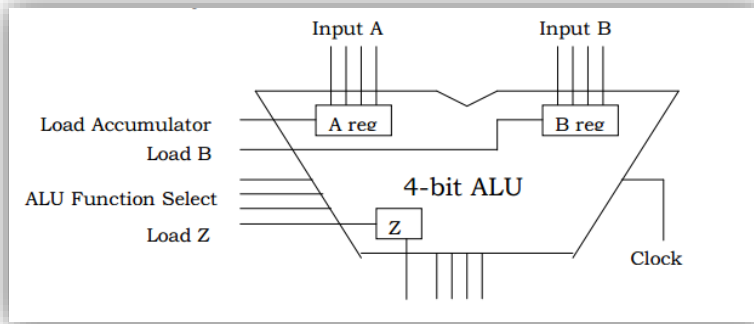 Input A
Input B
Load Accumulator
A reg
B reg
Load B
4-bit ALU
ALU Function Select
Z
Load Z
Clock